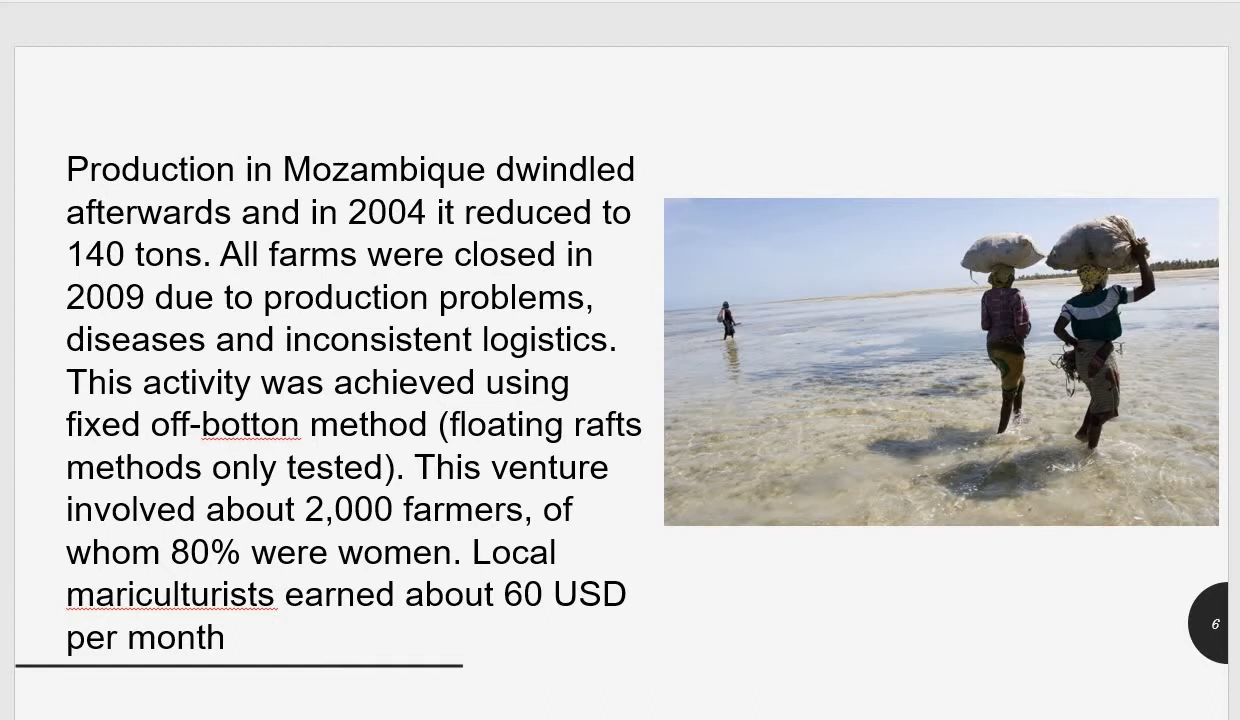 Production in Mozambique dwindled
afterwards and in 2004 it reduced to
140 tons. All farms were closed in
2009 due to production problems,
diseases and inconsistent logistics.
This activity was achieved using
fixed off-botton method (floating rafts
methods only tested). This venture
involved about 2,000 farmers, of
whom 80% were women. Local
mariculturists earned about 60 USD
per month
6